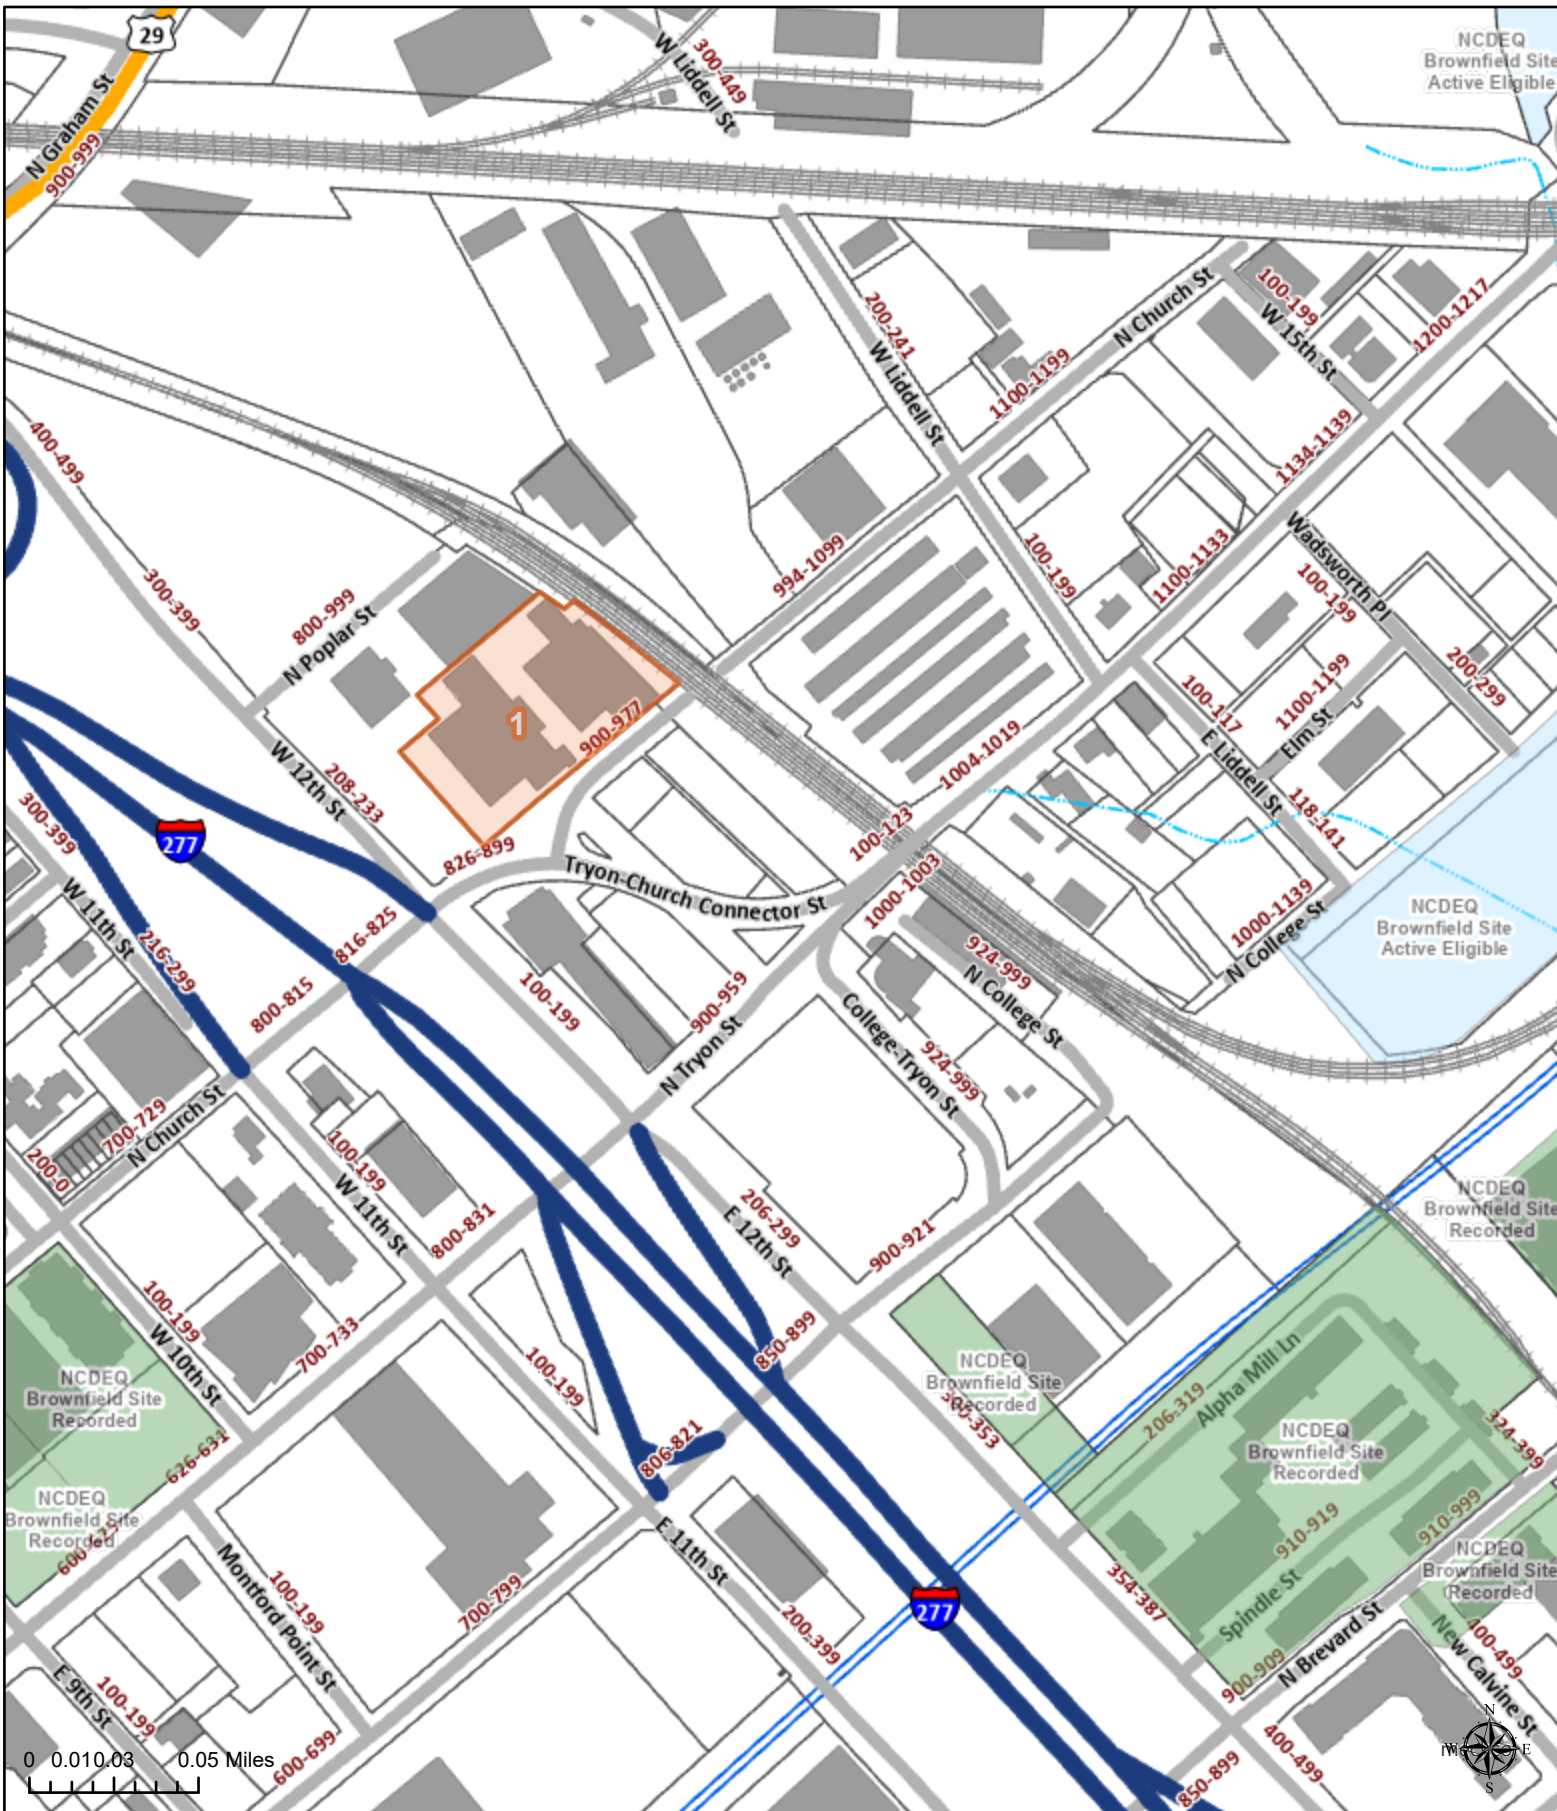 29
N Graham St
900-999
W Liddell St
300-449
NCDEQ
Brownfield Site
Active Eligible
200-241
W Liddell St
N Church St
1100-1199
100-199
W 15th St
1200-1217
1134-1139
400-499
300-399
800-999
N Poplar St
994-1099
100-199
1100-1133
Wadsworth Pl
100-199
200-299
1
900-977
W 12th St
208-233
1004-1019
100-117
E Liddell St
1100-1199
Elm St
118-141
277
300-399
826-899
Tryon-Church Connector St
100-123
1000-1003
1000-1139
N College St
NCDEQ
Brownfield Site
Active Eligible
W 11th St
216-299
816-825
800-815
100-199
900-959
N Tryon St
924-999
N College St
College-Tryon St
924-999
700-729
N Church St
200-0
100-199
W 11th St
800-831
206-299
E 12th St
900-921
NCDEQ
Brownfield Site
Recorded
100-199
W 10th St
700-733
100-199
850-899
NCDEQ
Brownfield Site
Recorded
300-353
Alpha Mill Ln
206-319
NCDEQ
Brownfield Site
Recorded
324-399
NCDEQ
Brownfield Site
Recorded
626-631
806-821
NCDEQ
Brownfield Site
Recorded
Montford Point St
100-199
700-799
E 11th St
200-399
277
354-387
910-919
Spindle St
910-999
NCDEQ
Brownfield Site
Recorded
N Brevard St
900-909
New Calvine St
400-499
E 9th St
100-199
600-699
400-499
850-899
0 0.010.03 0.05 Miles
N
W E
S